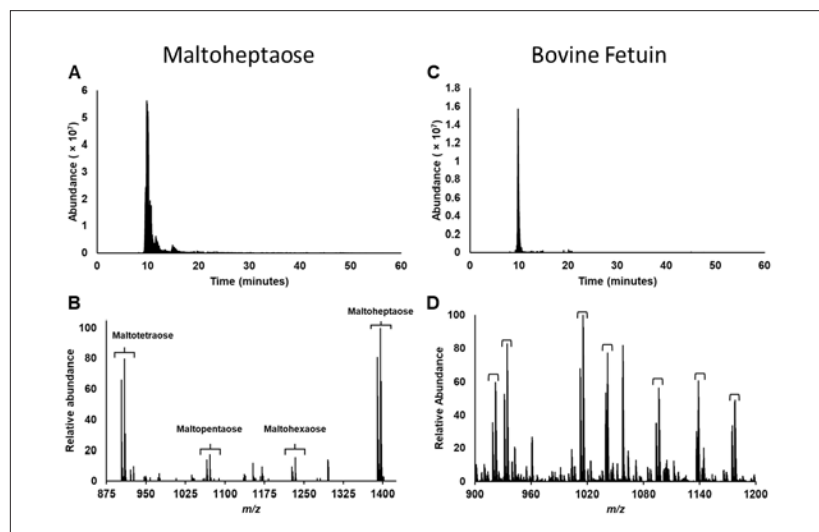 Maltoheptaose
Bovine Fetuin
A
C
Abundance ( × 10⁷)
6
5
4
3
2
1
0
0 10 20 30 40 50 60
Time (minutes)
Abundance ( × 10⁷)
1.8
1.6
1.4
1.2
1
0.8
0.6
0.4
0.2
0
0 10 20 30 40 50 60
Time (minutes)
B
Relative abundance
100
80
60
40
20
0
Maltotetraose
Maltopentaose
Maltohexaose
Maltoheptaose
875 950 1025 1100 1175 1250 1325 1400
m/z
D
Relative Abundance
100
80
60
40
20
0
900 960 1020 1080 1140 1200
m/z